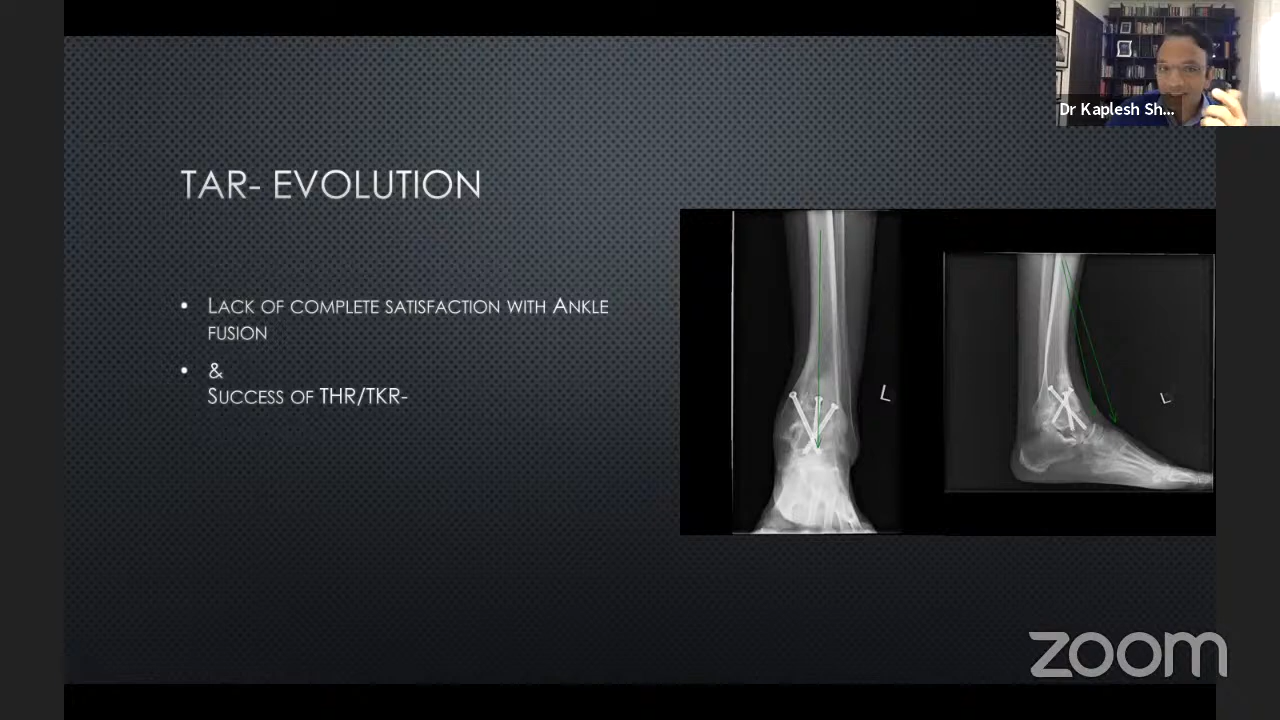 Dr Kaplesh Sh...
TAR- EVOLUTION
• LACK OF COMPLETE SATISFACTION WITH ANKLE
FUSION
• &
SUCCESS OF THR/TKR-
L
L
zoom